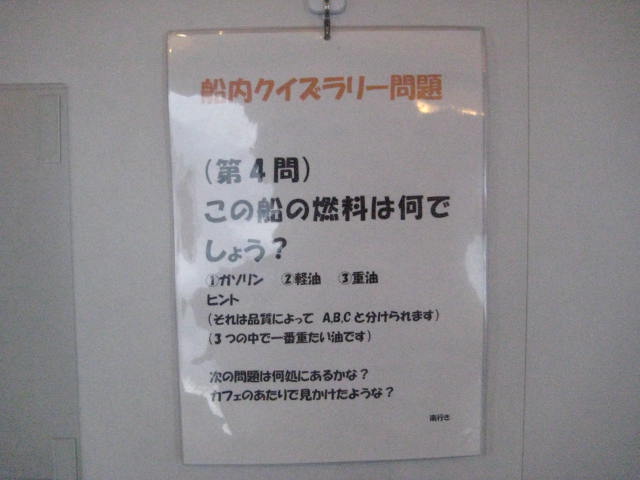 船内クイズラリー問題
(第4問)
この船の燃料は何で
しょう?
①ガソリン ②軽油 ③重油
ヒント
(それは品質によって A,B,Cと分けられます)
(3つの中で一番重たい油です)
次の問題は何処にあるかな?
カフェのあたりで見かけたような?
南行き